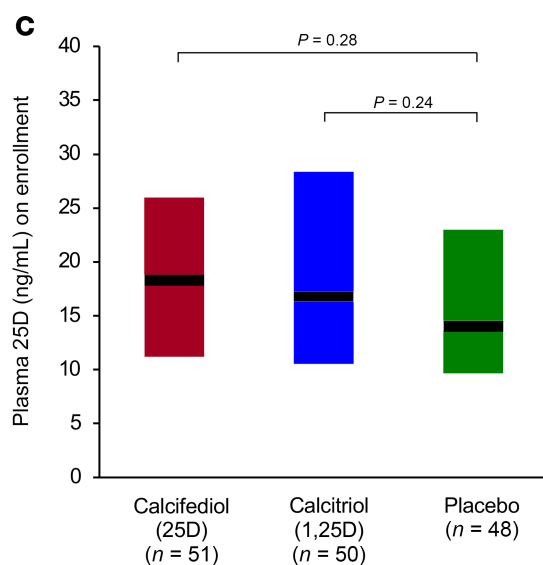 c
Plasma 25D (ng/mL) on enrollment
40
35
30
25
20
15
10
5
0
P = 0.28
P = 0.24
Calcifediol
(25D)
(n = 51)
Calcitriol
(1,25D)
(n = 50)
Placebo
(n = 48)